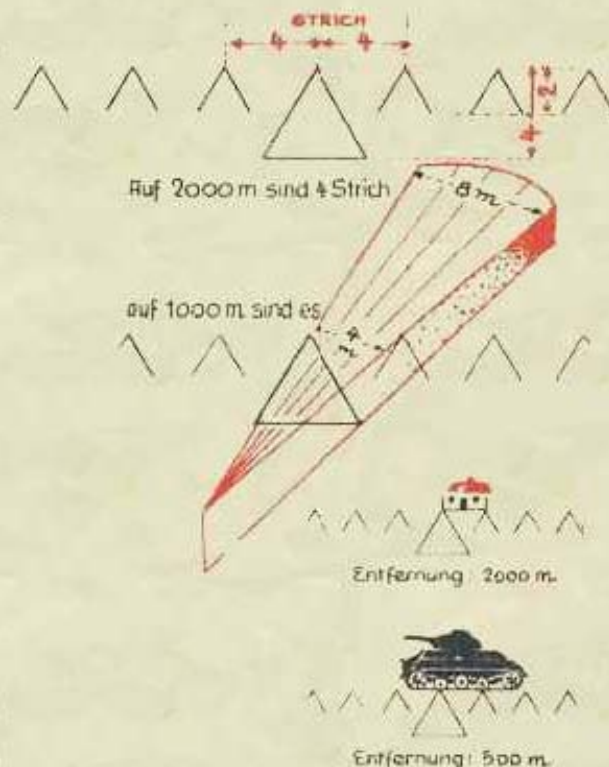 STRICH
4 4
2
4
Auf 2000 m sind 4 Strich
8 m
auf 1000 m sind es
4
Entfernung: 2000 m.
Entfernung: 500 m.